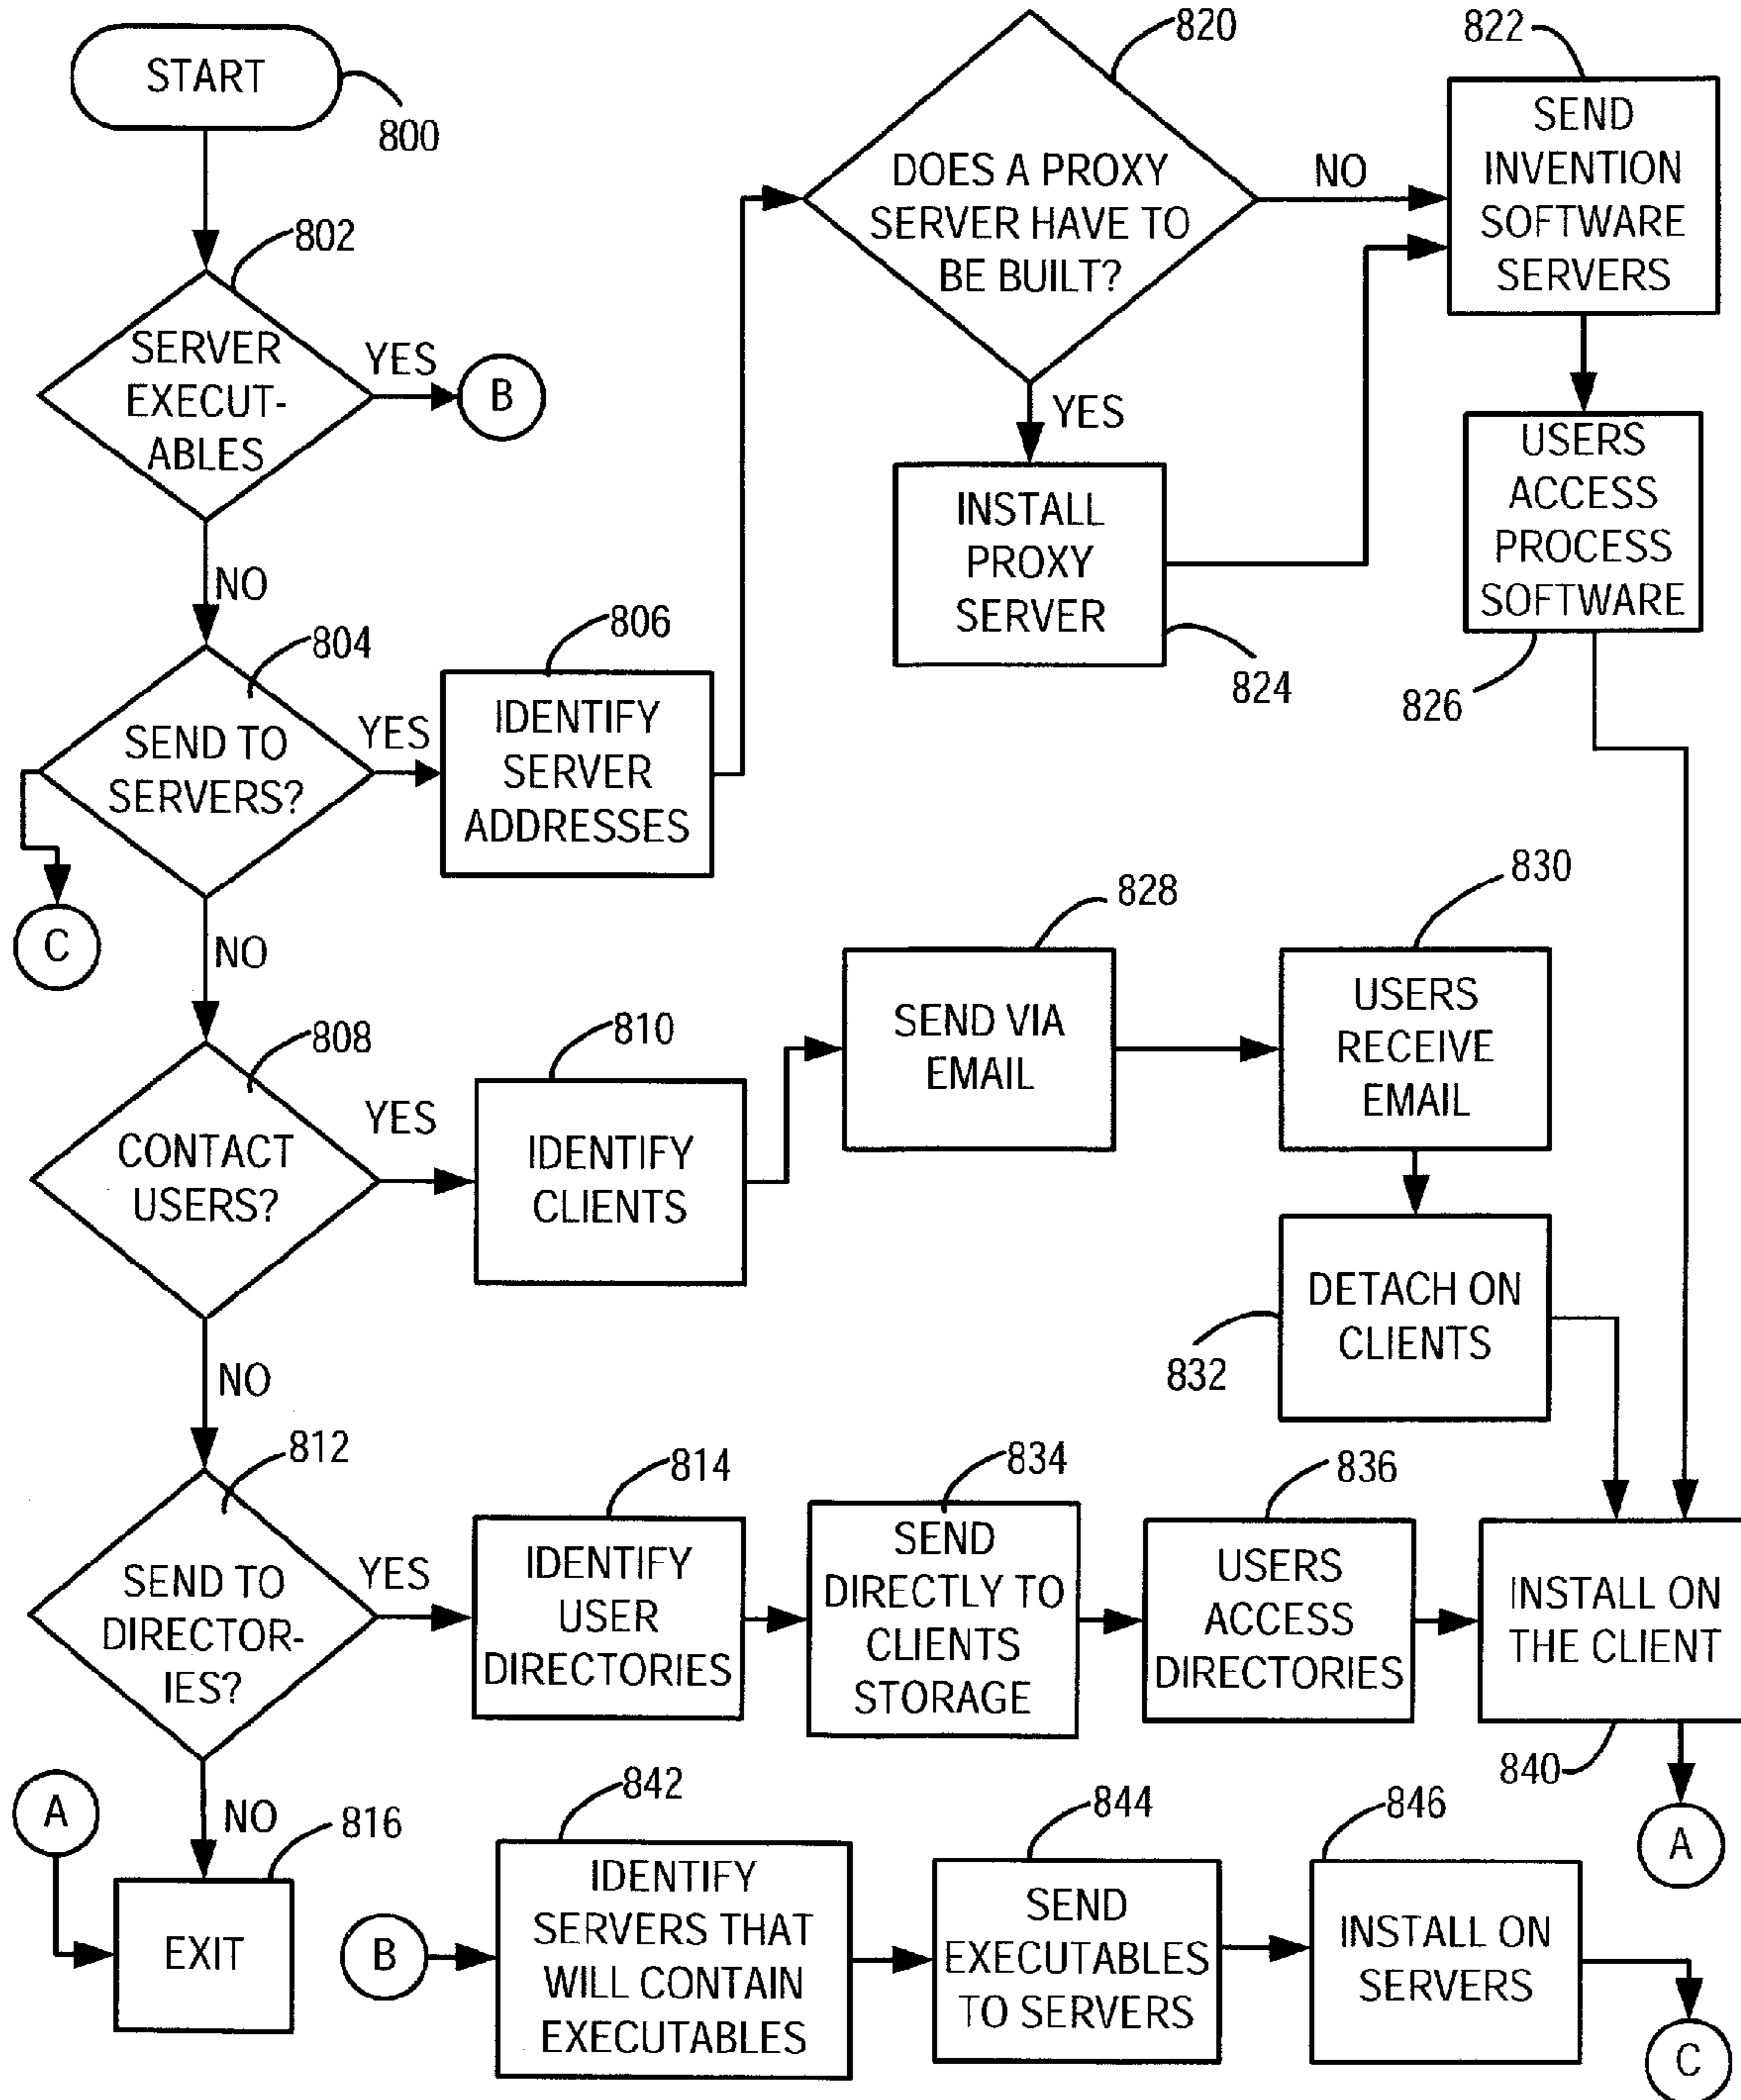 START
800
802
SERVER
EXECUT-
ABLES
YES
B
NO
804
SEND TO
SERVERS?
YES
C
NO
806
IDENTIFY
SERVER
ADDRESSES
820
DOES A PROXY
SERVER HAVE TO
BE BUILT?
NO
YES
822
SEND
INVENTION
SOFTWARE
SERVERS
INSTALL
PROXY
SERVER
824
USERS
ACCESS
PROCESS
SOFTWARE
826
808
CONTACT
USERS?
YES
NO
810
IDENTIFY
CLIENTS
828
SEND VIA
EMAIL
830
USERS
RECEIVE
EMAIL
DETACH ON
CLIENTS
832
812
SEND TO
DIRECTOR-
IES?
YES
NO
814
IDENTIFY
USER
DIRECTORIES
834
SEND
DIRECTLY TO
CLIENTS
STORAGE
836
USERS
ACCESS
DIRECTORIES
INSTALL ON
THE CLIENT
840
A
A
816
EXIT
B
842
IDENTIFY
SERVERS THAT
WILL CONTAIN
EXECUTABLES
844
SEND
EXECUTABLES
TO SERVERS
846
INSTALL ON
SERVERS
C